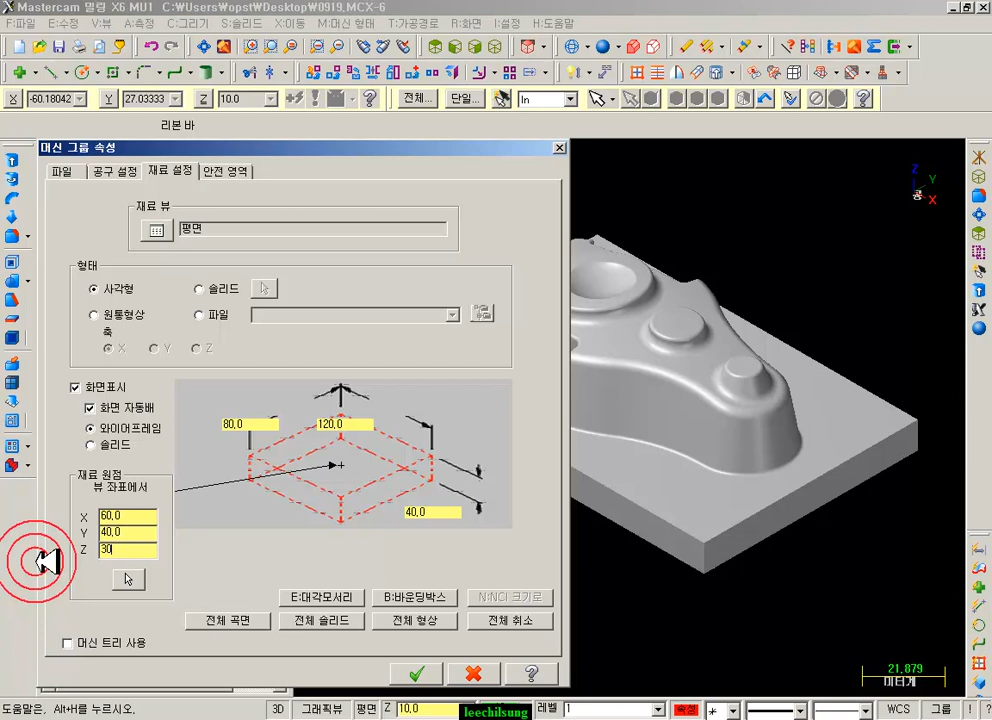 Mastercam 밀링 X6 MU1 C:\Users\opst\Desktop\0919.MCX-6
F:파일 E:수정 V:뷰 A:측정 C:그리기 S:솔리드 X:이동 M:머신 형태 T:가공경로 R:화면 I:설정 H:도움말
X -60.18042 Y 27.03333 Z 10.0 전체... 단일... In
리본 바
머신 그룹 속성
파일 공구 설정 재료 설정 안전 영역
재료 뷰
평면
형태
사각형 솔리드
원통형상 파일
축
X Y Z
화면표시
화면 자동배
와이어프레임
솔리드
80.0 120.0
40.0
재료 원점
뷰 좌표에서
X 60.0
Y 40.0
Z 30
E:대각모서리 B:바운딩박스 N:NCI 크기로
전체 곡면 전체 솔리드 전체 형상 전체 취소
머신 트리 사용
Z
Y
X
21.879
미터계
도움말은, Alt+H를 누르시오. 3D 그래픽뷰 평면 Z 10.0 레벨 1 속성 WCS 그룹 ! ?
leechilsung